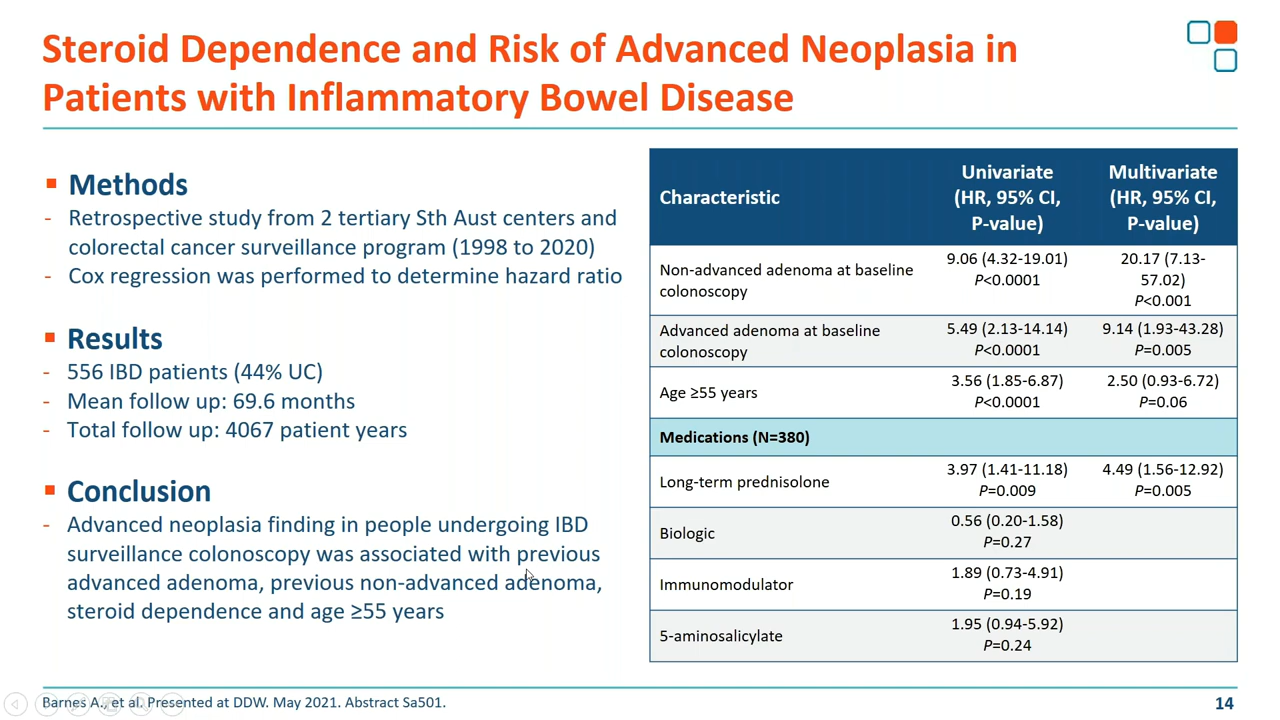 Steroid Dependence and Risk of Advanced Neoplasia in
Patients with Inflammatory Bowel Disease
Methods
- Retrospective study from 2 tertiary Sth Aust centers and
colorectal cancer surveillance program (1998 to 2020)
- Cox regression was performed to determine hazard ratio
Results
- 556 IBD patients (44% UC)
- Mean follow up: 69.6 months
- Total follow up: 4067 patient years
Conclusion
- Advanced neoplasia finding in people undergoing IBD
surveillance colonoscopy was associated with previous
advanced adenoma, previous non-advanced adenoma,
steroid dependence and age ≥55 years
Characteristic
Univariate
(HR, 95% CI,
P-value)
Multivariate
(HR, 95% CI,
P-value)
Non-advanced adenoma at baseline
colonoscopy
9.06 (4.32-19.01)
P<0.0001
20.17 (7.13-
57.02)
P<0.001
Advanced adenoma at baseline
colonoscopy
5.49 (2.13-14.14)
P<0.0001
9.14 (1.93-43.28)
P=0.005
Age ≥55 years
3.56 (1.85-6.87)
P<0.0001
2.50 (0.93-6.72)
P=0.06
Medications (N=380)
Long-term prednisolone
3.97 (1.41-11.18)
P=0.009
4.49 (1.56-12.92)
P=0.005
Biologic
0.56 (0.20-1.58)
P=0.27
Immunomodulator
1.89 (0.73-4.91)
P=0.19
5-aminosalicylate
1.95 (0.94-5.92)
P=0.24
Barnes A., et al. Presented at DDW. May 2021. Abstract Sa501.
14